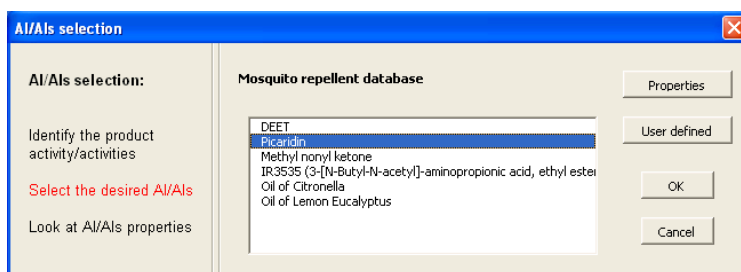 AI/AIs selection
AI/AIs selection:
Identify the product
activity/activities
Select the desired AI/AIs
Look at AI/AIs properties
Mosquito repellent database
DEET
Picaridin
Methyl nonyl ketone
IR3535 (3-[N-Butyl-N-acetyl]-aminopropionic acid, ethyl ester
Oil of Citronella
Oil of Lemon Eucalyptus
Properties
User defined
OK
Cancel